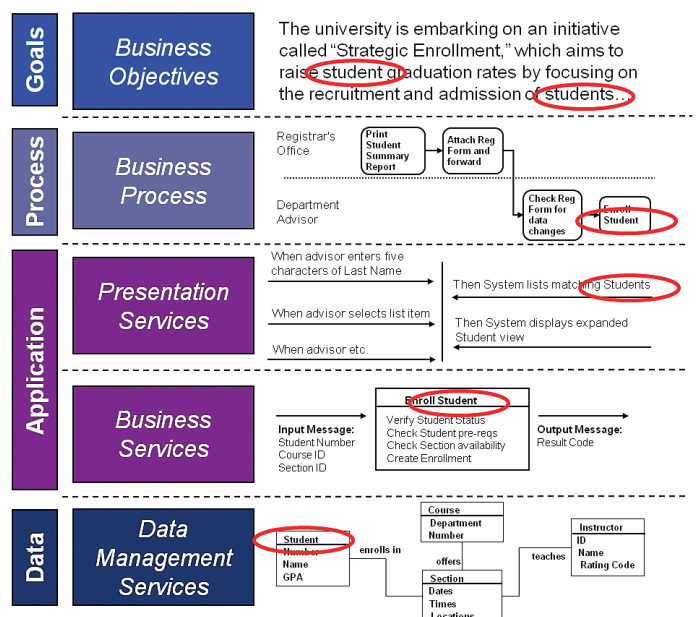 Goals
Business
Objectives
The university is embarking on an initiative
called “Strategic Enrollment,” which aims to
raise student graduation rates by focusing on
the recruitment and admission of students…
Process
Business
Process
Registrar's
Office
Print
Student
Summary
Report
Attach Reg
Form and
forward
Department
Advisor
Check Reg
Form for
data
changes
Enroll
Student
Application
Presentation
Services
When advisor enters five
characters of Last Name
Then System lists matching Students
When advisor selects list item
Then System displays expanded
Student view
When advisor etc.
Business
Services
Input Message:
Student Number
Course ID
Section ID
Enroll Student
Verify Student Status
Check Student pre-reqs
Check Section availability
Create Enrollment
Output Message:
Result Code
Data
Data
Management
Services
Student
Number
Name
GPA
enrolls in
Course
Department
Number
offers
Section
Dates
Times
Locations
teaches
Instructor
ID
Name
Rating Code